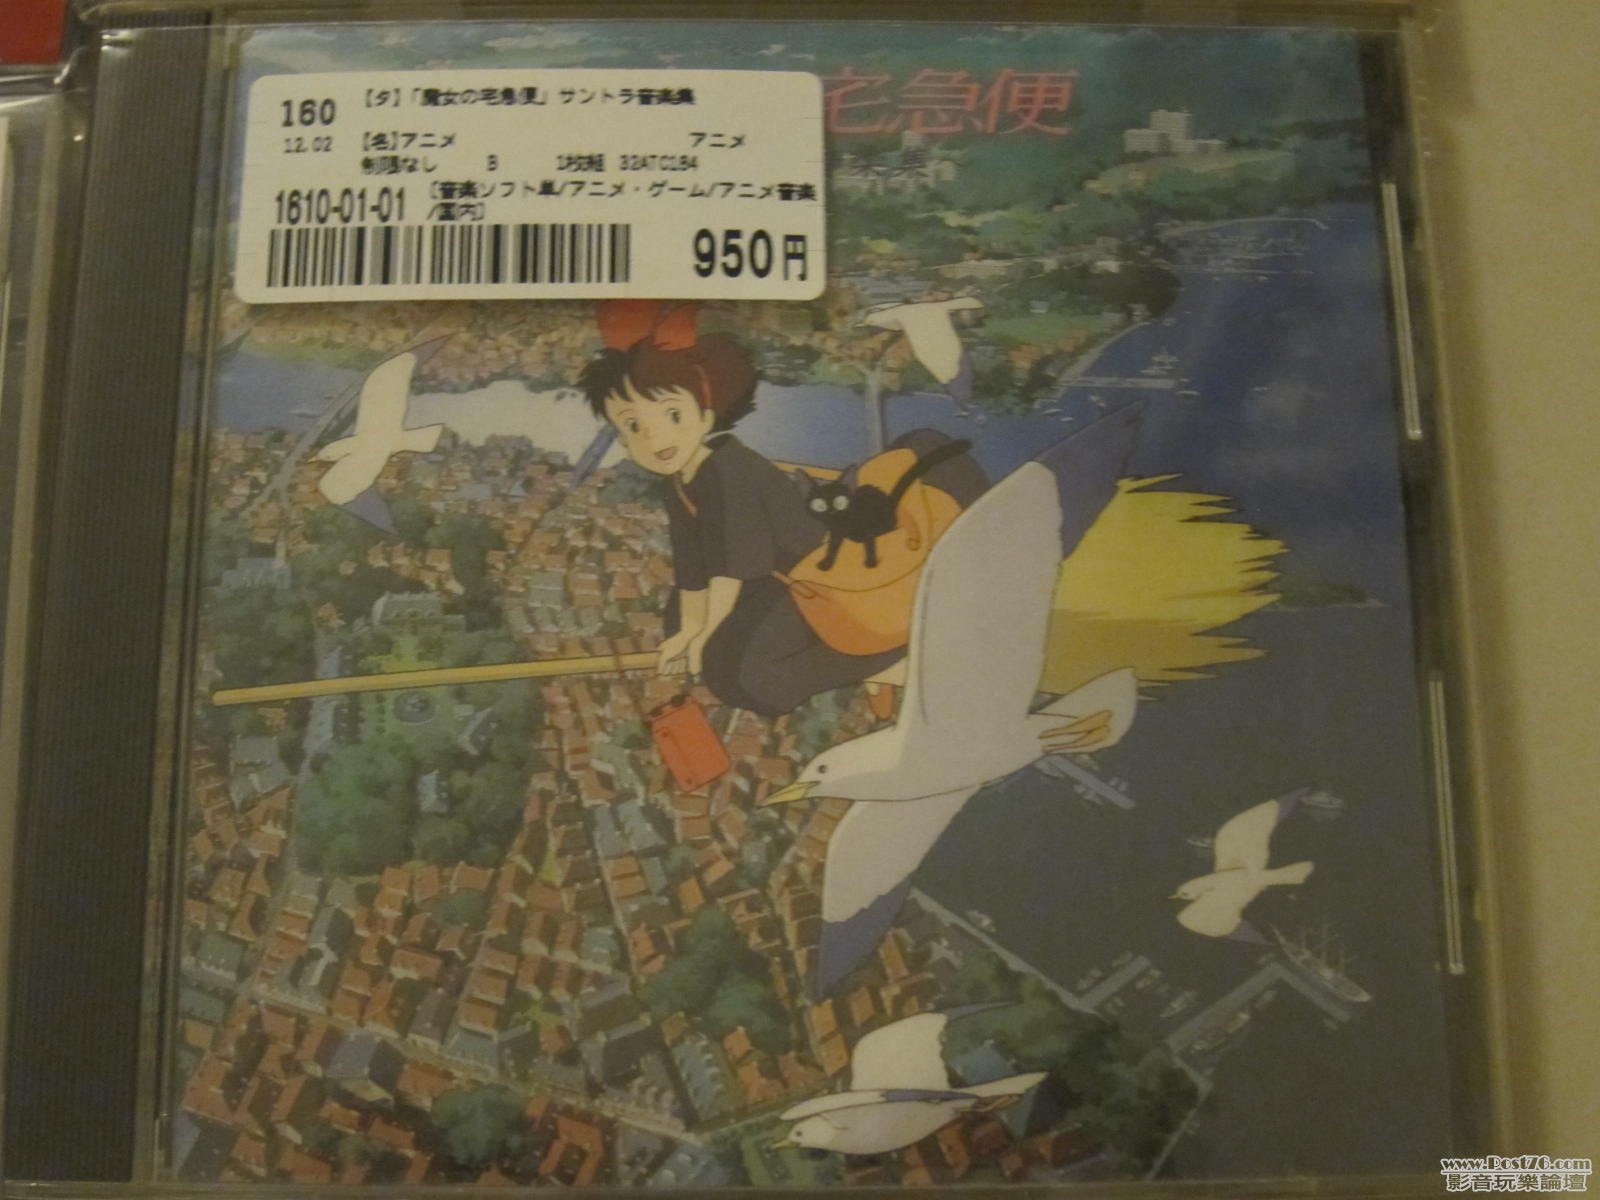 160 【タ】「魔女の宅急便」サントラ音楽集
12.02 【名】アニメ アニメ
制限なし B 1枚組 32ATC184
1610-01-01 [音楽ソフト単/アニメ・ゲーム/アニメ音楽
/国内]
950円
宅急便
楽集
www.Post76.com
影音玩樂論壇